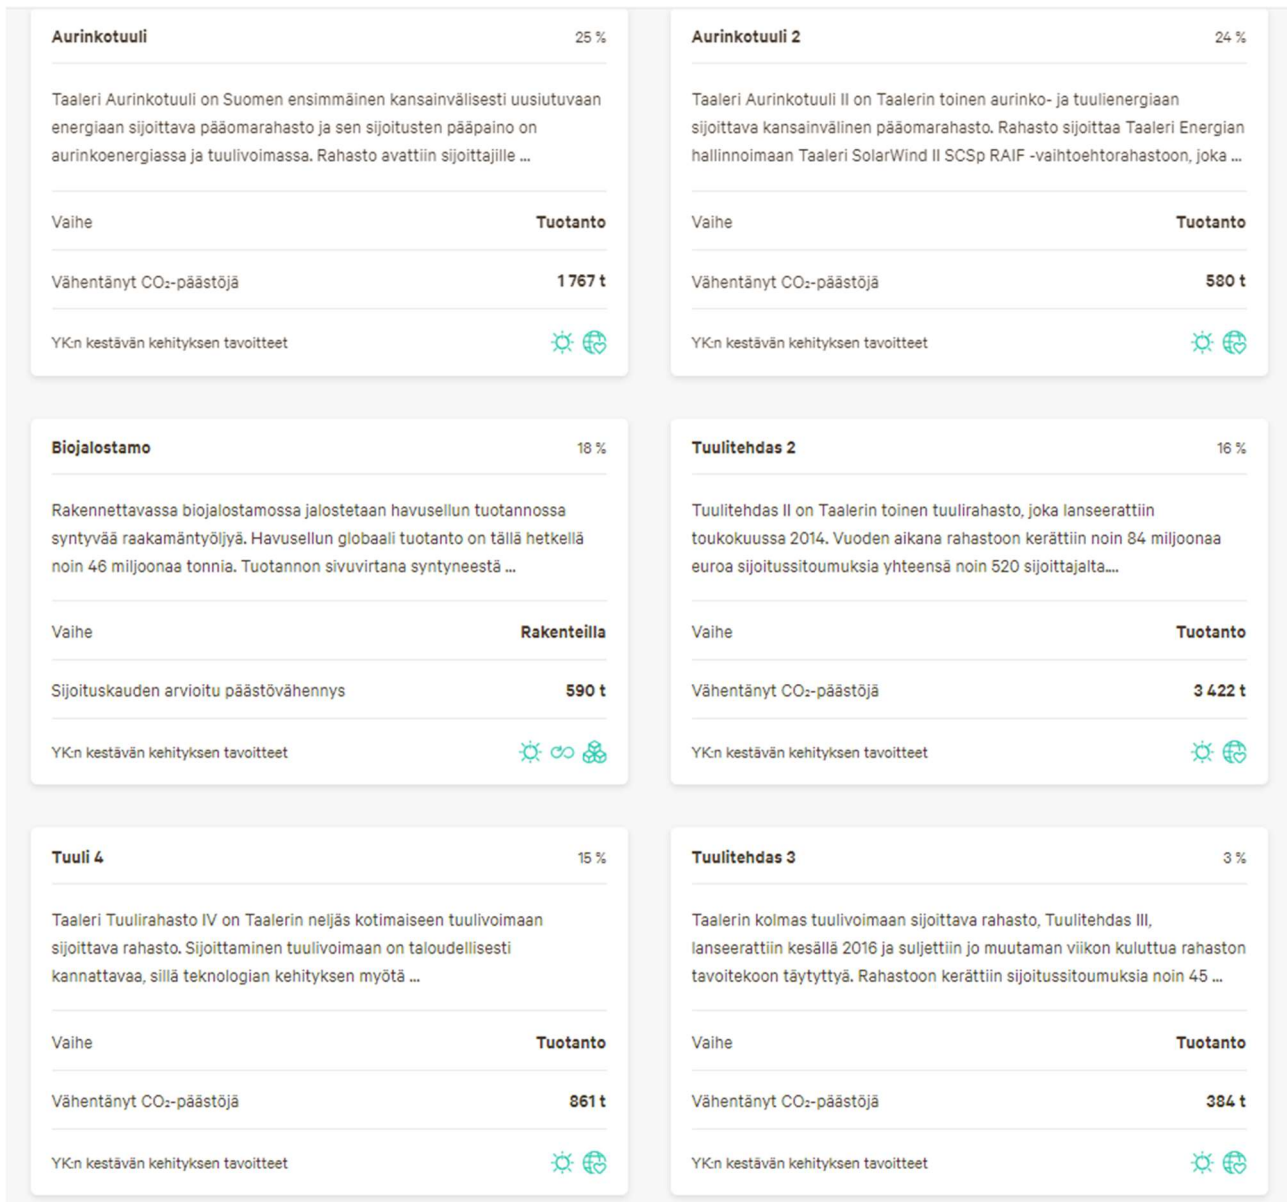 Aurinkotuuli 25 %
Taaleri Aurinkotuuli on Suomen ensimmäinen kansainvälisesti uusiutuvaan
energiaan sijoittava pääomarahasto ja sen sijoitusten pääpaino on
aurinkoenergiassa ja tuulivoimassa. Rahasto avattiin sijoittajille ...
Vaihe Tuotanto
Vähentänyt CO₂-päästöjä 1 767 t
YK:n kestävän kehityksen tavoitteet
Aurinkotuuli 2 24 %
Taaleri Aurinkotuuli II on Taalerin toinen aurinko- ja tuulienergiaan
sijoittava kansainvälinen pääomarahasto. Rahasto sijoittaa Taaleri Energian
hallinnoimaan Taaleri SolarWind II SCSp RAIF -vaihtoehtorahastoon, joka ...
Vaihe Tuotanto
Vähentänyt CO₂-päästöjä 580 t
YK:n kestävän kehityksen tavoitteet
Biojalostamo 18 %
Rakennettavassa biojalostamossa jalostetaan havusellun tuotannossa
syntyvää raakamäntyöljyä. Havusellun globaali tuotanto on tällä hetkellä
noin 46 miljoonaa tonnia. Tuotannon sivuvirtana syntyneestä ...
Vaihe Rakenteilla
Sijoituskauden arvioitu päästövähennys 590 t
YK:n kestävän kehityksen tavoitteet
Tuulitehdas 2 16 %
Tuulitehdas II on Taalerin toinen tuulirahasto, joka lanseerattiin
toukokuussa 2014. Vuoden aikana rahastoon kerättiin noin 84 miljoonaa
euroa sijoitussitoumuksia yhteensä noin 520 sijoittajalta....
Vaihe Tuotanto
Vähentänyt CO₂-päästöjä 3 422 t
YK:n kestävän kehityksen tavoitteet
Tuuli 4 15 %
Taaleri Tuulirahasto IV on Taalerin neljäs kotimaiseen tuulivoimaan
sijoittava rahasto. Sijoittaminen tuulivoimaan on taloudellisesti
kannattavaa, sillä teknologian kehityksen myötä ...
Vaihe Tuotanto
Vähentänyt CO₂-päästöjä 861 t
YK:n kestävän kehityksen tavoitteet
Tuulitehdas 3 3 %
Taalerin kolmas tuulivoimaan sijoittava rahasto, Tuulitehdas III,
lanseerattiin kesällä 2016 ja suljettiin jo muutaman viikon kuluttua rahaston
tavoitekoon täytyttyä. Rahastoon kerättiin sijoitussitoumuksia noin 45 ...
Vaihe Tuotanto
Vähentänyt CO₂-päästöjä 384 t
YK:n kestävän kehityksen tavoitteet